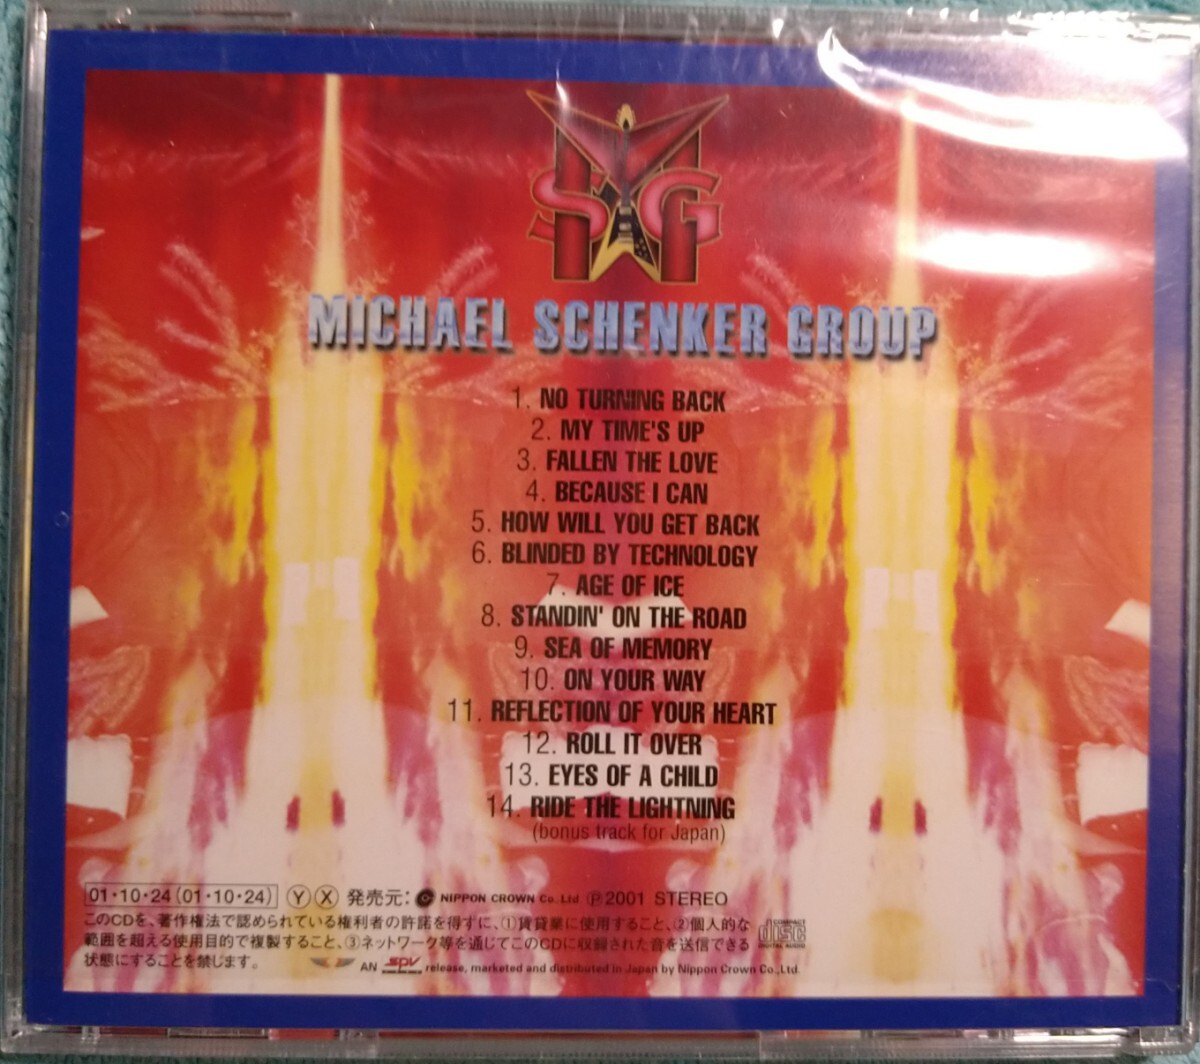 MSG
MICHAEL SCHENKER GROUP
1. NO TURNING BACK
2. MY TIME'S UP
3. FALLEN THE LOVE
4. BECAUSE I CAN
5. HOW WILL YOU GET BACK
6. BLINDED BY TECHNOLOGY
7. AGE OF ICE
8. STANDIN' ON THE ROAD
9. SEA OF MEMORY
10. ON YOUR WAY
11. REFLECTION OF YOUR HEART
12. ROLL IT OVER
13. EYES OF A CHILD
14. RIDE THE LIGHTNING
(bonus track for Japan)
01・10・24(01・10・24) Ⓨ Ⓧ 発売元: NIPPON CROWN Co.,Ltd ℗2001 STEREO
このCDを、著作権法で認められている権利者の許諾を得ずに、①賃貸業に使用すること、②個人的な
範囲を超える使用目的で複製すること、③ネットワーク等を通じてこのCDに収録された音を送信できる
状態にすることを禁じます。
COMPACT disc DIGITAL AUDIO
AN SPV release, marketed and distributed in Japan by Nippon Crown Co.,Ltd.